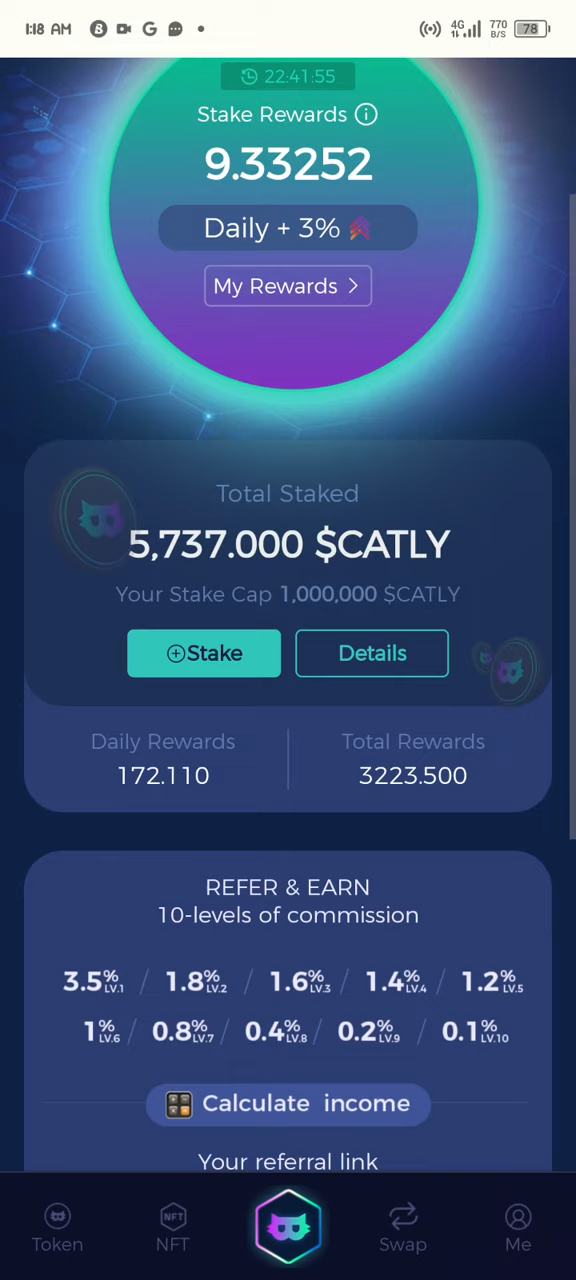 1:18 AM
4G
770
B/S
78
22:41:55
Stake Rewards
9.33252
Daily + 3%
My Rewards >
Total Staked
5,737.000 $CATLY
Your Stake Cap 1,000,000 $CATLY
Stake
Details
Daily Rewards
Total Rewards
172.110
3223.500
REFER & EARN
10-levels of commission
3.5% LV.1 / 1.8% LV.2 / 1.6% LV.3 / 1.4% LV.4 / 1.2% LV.5
1% LV.6 / 0.8% LV.7 / 0.4% LV.8 / 0.2% LV.9 / 0.1% LV.10
Calculate income
Your referral link
NFT
Token
NFT
Swap
Me